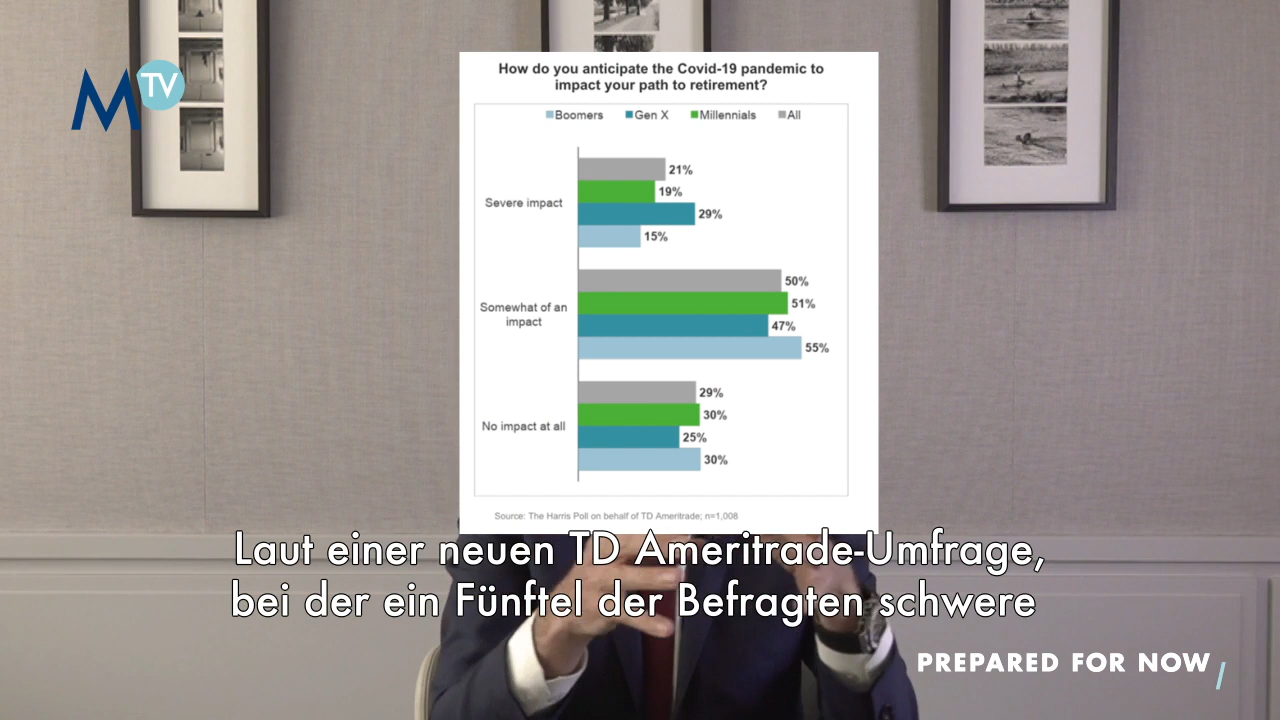 M TV
How do you anticipate the Covid-19 pandemic to
impact your path to retirement?
Boomers Gen X Millennials All
Severe impact
21%
19%
29%
15%
Somewhat of an
impact
50%
51%
47%
55%
No impact at all
29%
30%
25%
30%
Source: The Harris Poll on behalf of TD Ameritrade; n=1,008
Laut einer neuen TD Ameritrade-Umfrage,
bei der ein Fünftel der Befragten schwere
PREPARED FOR NOW/